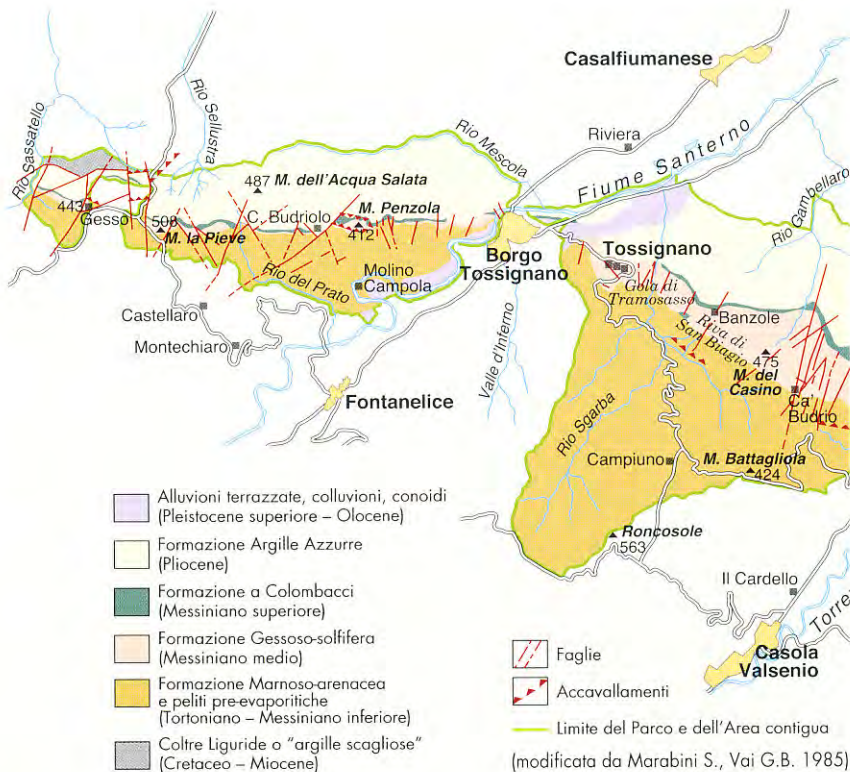 Casalfiumanese
Rio Sassatello
Rio Sellustra
Rio Mescola
Riviera
Fiume Santerno
487 M. dell'Acqua Salata
Rio Gambellaro
443
Gesso
508
C. Budriolo
M. Penzola
412
M. la Pieve
Borgo
Tossignano
Tossignano
Rio del Prato
Molino
Campola
Gola di
Tramosasso
Banzole
Riva di
San Biagio
Castellaro
Valle d'Inferno
475
M. del
Casino
Montechiaro
Ca'
Budrio
Fontanelice
Rio Sgarba
M. Battagliola
424
Campiuno
Roncosole
563
Il Cardello
Casola
Valsenio
Alluvioni terrazzate, colluvioni, conoidi
(Pleistocene superiore – Olocene)
Formazione Argille Azzurre
(Pliocene)
Formazione a Colombacci
(Messiniano superiore)
Formazione Gessoso-solfifera
(Messiniano medio)
Formazione Marnoso-arenacea
e peliti pre-evaporitiche
(Tortoniano – Messiniano inferiore)
Coltre Liguride o "argille scagliose"
(Cretaceo – Miocene)
Faglie
Accavallamenti
Limite del Parco e dell'Area contigua
(modificata da Marabini S., Vai G.B. 1985)